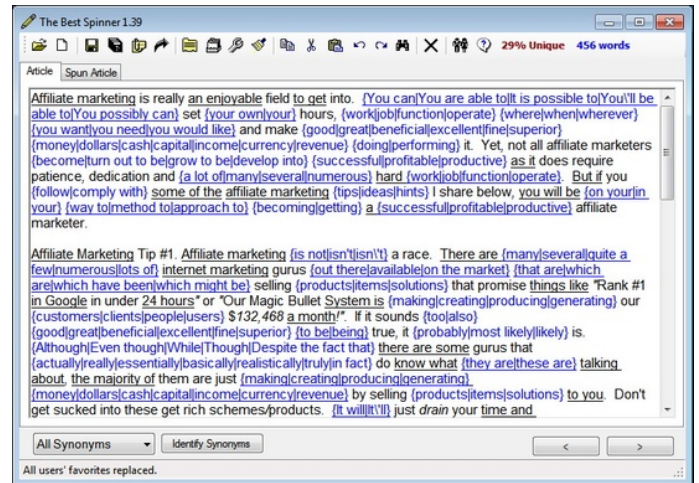 The Best Spinner 1.39
29% Unique 456 words
Article Spun Article
Affiliate marketing is really an enjoyable field to get into. {You can|You are able to|It is possible to|You\'ll be
able to|You possibly can} set {your own|your} hours, {work|job|function|operate} {where|when|wherever}
{you want|you need|you would like} and make {good|great|beneficial|excellent|fine|superior}
{money|dollars|cash|capital|income|currency|revenue} {doing|performing} it. Yet, not all affiliate marketers
{become|turn out to be|grow to be|develop into} {successful|profitable|productive} as it does require
patience, dedication and {a lot of|many|several|numerous} hard {work|job|function|operate}. But if you
{follow|comply with} some of the affiliate marketing {tips|ideas|hints} I share below, you will be {on your|in
your} {way to|method to|approach to} {becoming|getting} a {successful|profitable|productive} affiliate
marketer.
Affiliate Marketing Tip #1. Affiliate marketing {is not|isn't|isn\'t} a race. There are {many|several|quite a
few|numerous|lots of} internet marketing gurus {out there|available|on the market} {that are|which
are|which have been|which might be} selling {products|items|solutions} that promise things like "Rank #1
in Google in under 24 hours" or "Our Magic Bullet System is {making|creating|producing|generating} our
{customers|clients|people|users} $132,468 a month!". If it sounds {too|also}
{good|great|beneficial|excellent|fine|superior} {to be|being} true, it {probably|most likely|likely} is.
{Although|Even though|While|Though|Despite the fact that} there are some gurus that
{actually|really|essentially|basically|realistically|truly|in fact} do know what {they are|these are} talking
about, the majority of them are just {making|creating|producing|generating}
{money|dollars|cash|capital|income|currency|revenue} by selling {products|items|solutions} to you. Don't
get sucked into these get rich schemes/products. {It will|It\'ll} just drain your time and
All Synonyms Identify Synonyms < >
All users' favorites replaced.